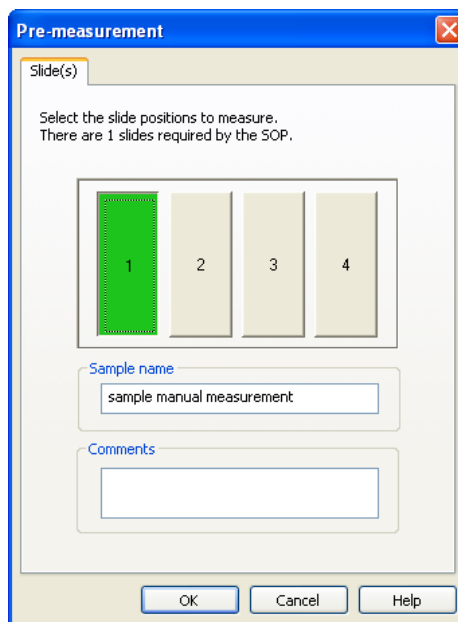 Pre-measurement
Slide(s)
Select the slide positions to measure.
There are 1 slides required by the SOP.
1 2 3 4
Sample name
sample manual measurement
Comments
OK Cancel Help